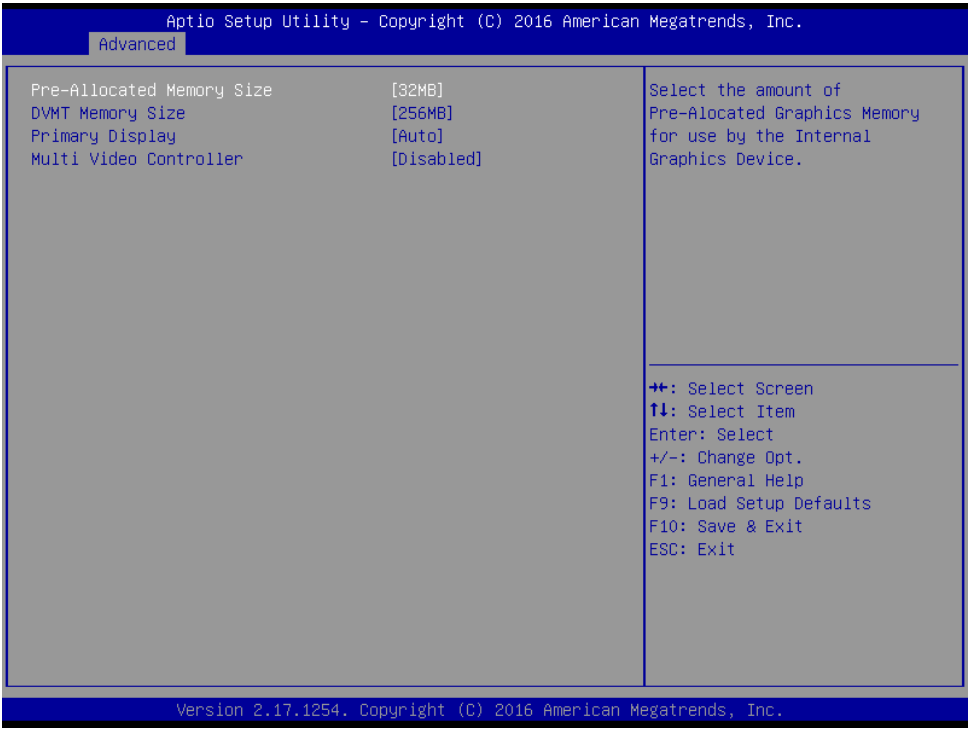 Aptio Setup Utility – Copyright (C) 2016 American Megatrends, Inc.
Advanced
Pre-Allocated Memory Size [32MB]
DVMT Memory Size [256MB]
Primary Display [Auto]
Multi Video Controller [Disabled]
Select the amount of
Pre-Alocated Graphics Memory
for use by the Internal
Graphics Device.
→←: Select Screen
↑↓: Select Item
Enter: Select
+/-: Change Opt.
F1: General Help
F9: Load Setup Defaults
F10: Save & Exit
ESC: Exit
Version 2.17.1254. Copyright (C) 2016 American Megatrends, Inc.